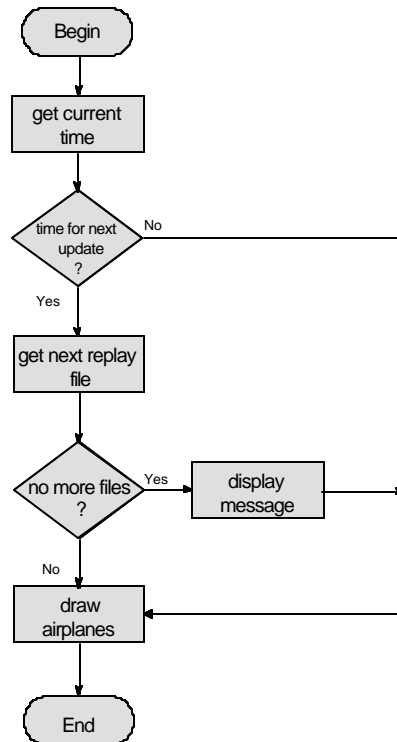 Begin
get current
time
time for next
update
?
No
Yes
get next replay
file
no more files
?
Yes
display
message
No
draw
airplanes
End